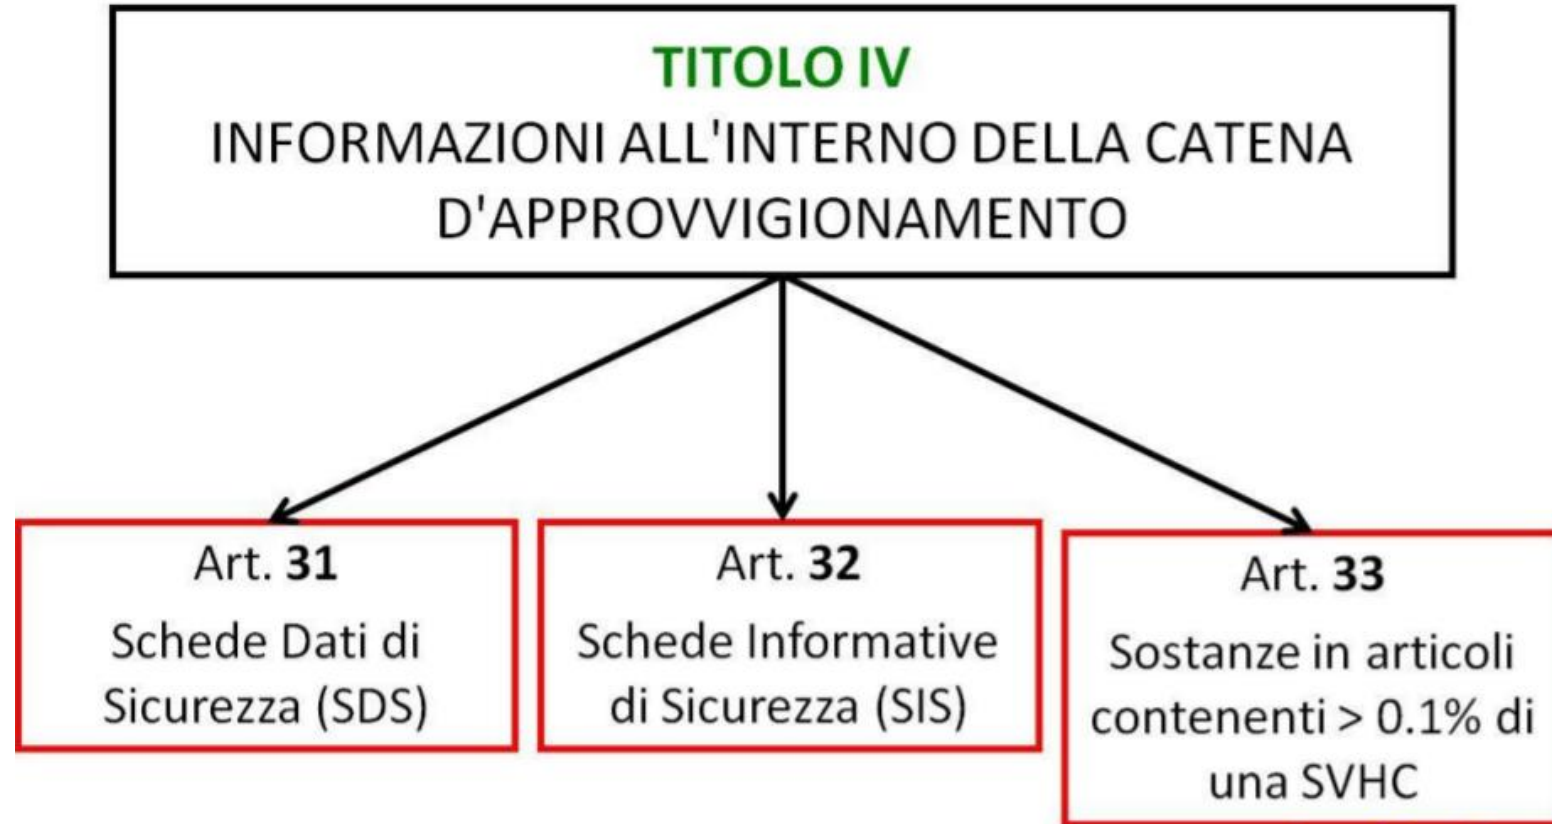 TITOLO IV
INFORMAZIONI ALL'INTERNO DELLA CATENA
D'APPROVVIGIONAMENTO
Art. 31
Schede Dati di
Sicurezza (SDS)
Art. 32
Schede Informative
di Sicurezza (SIS)
Art. 33
Sostanze in articoli
contenenti > 0.1% di
una SVHC